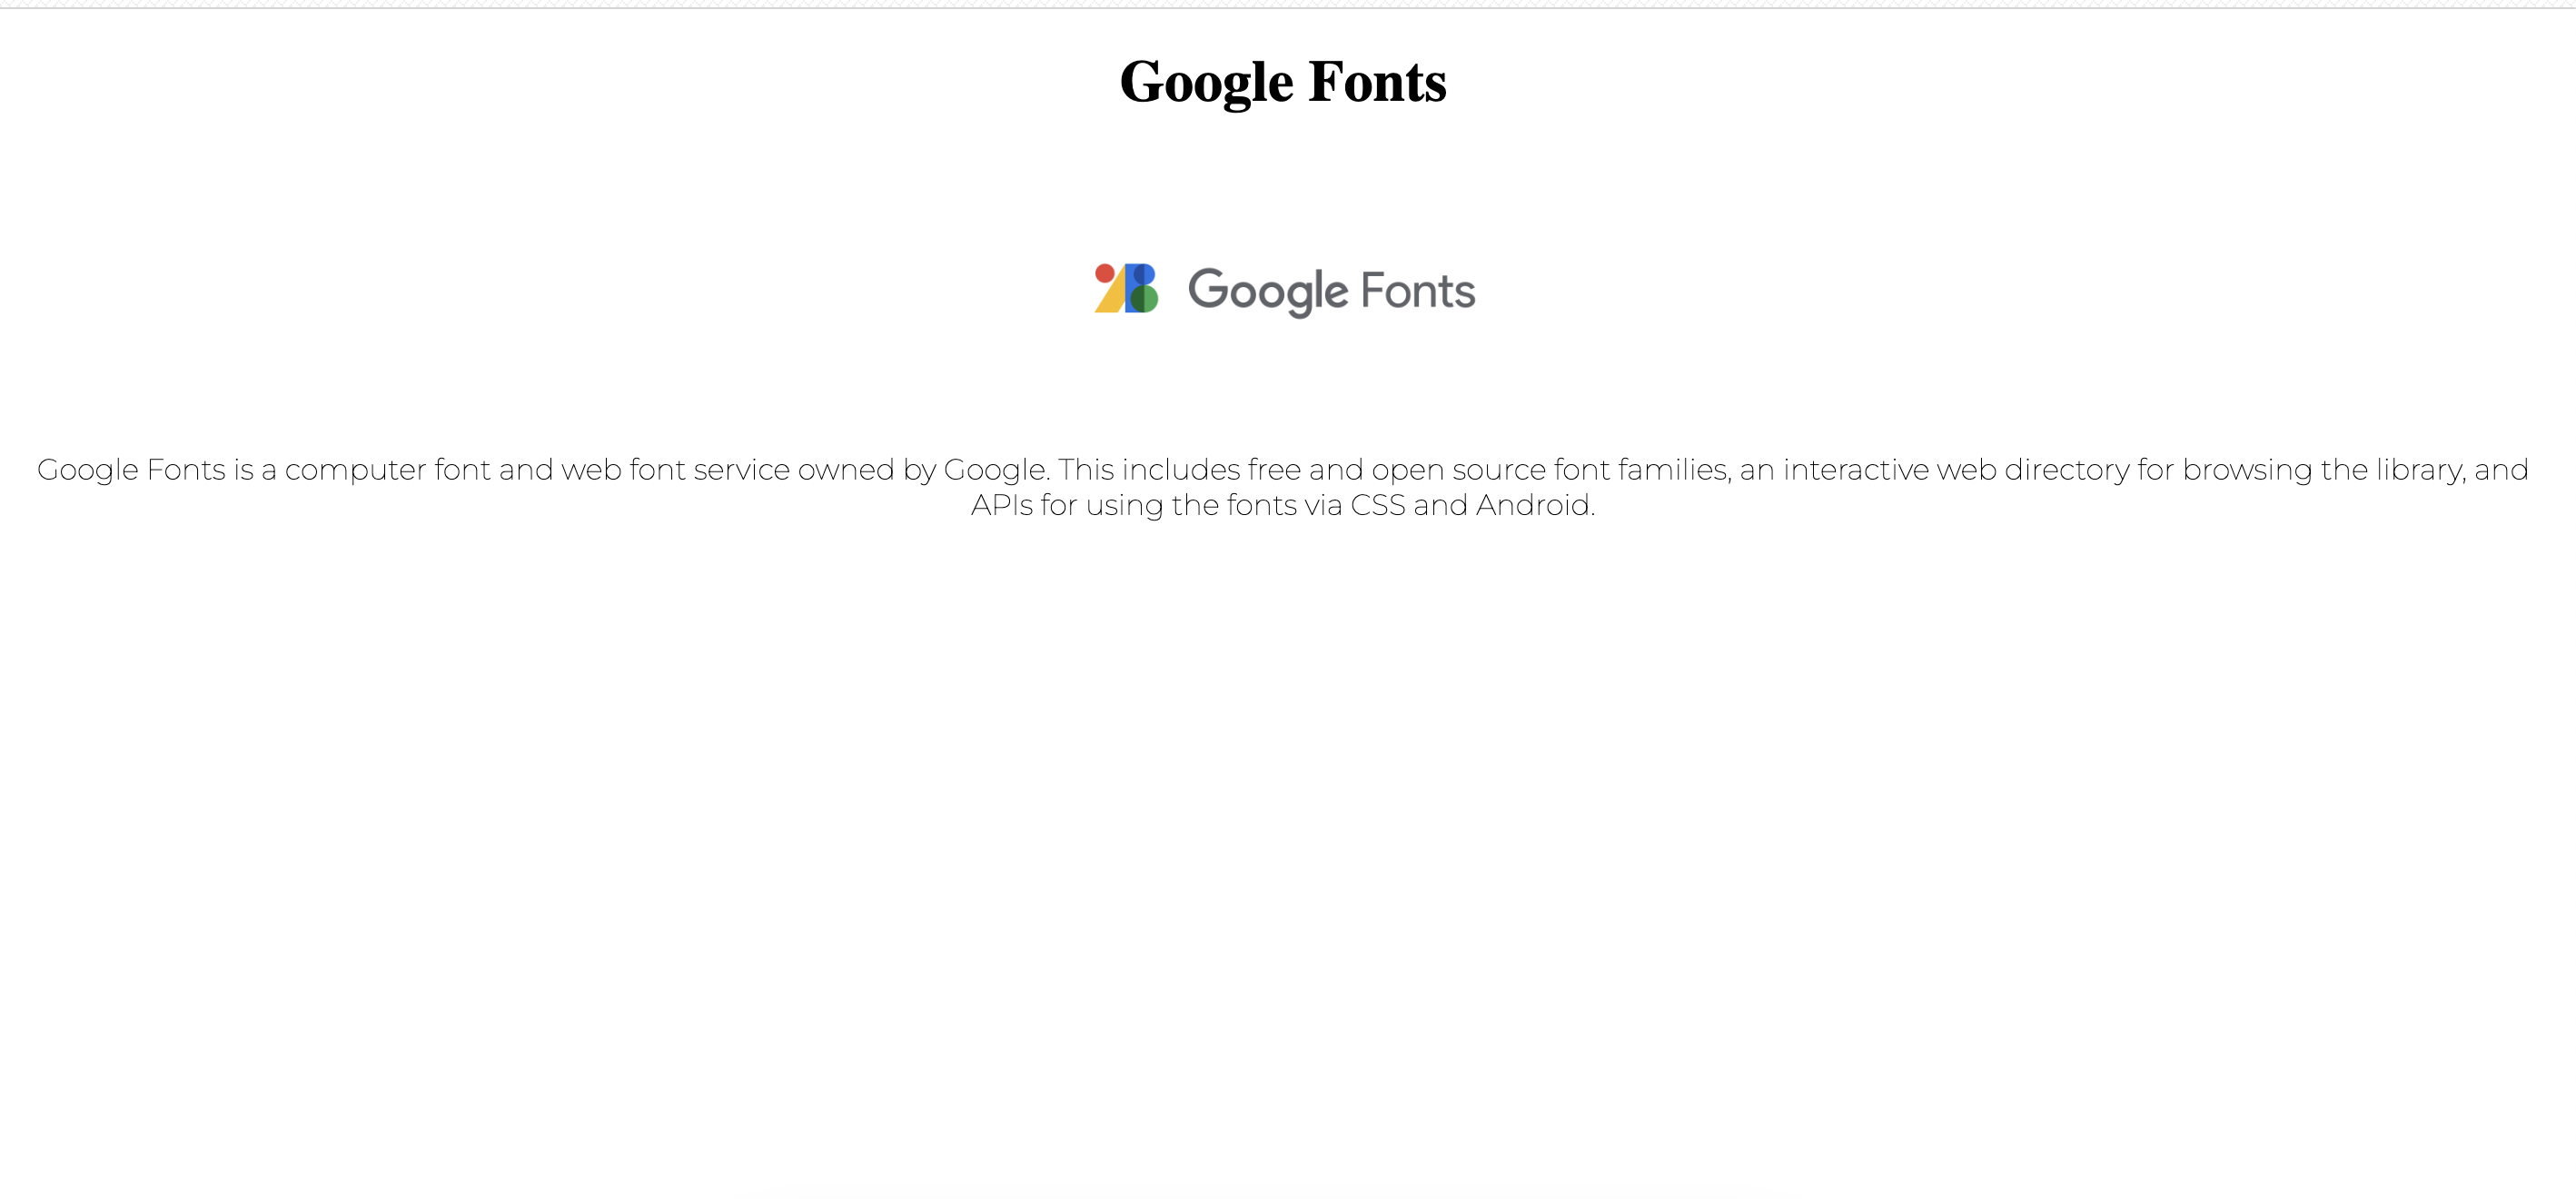 Google Fonts
Google Fonts
Google Fonts is a computer font and web font service owned by Google. This includes free and open source font families, an interactive web directory for browsing the library, and
APIs for using the fonts via CSS and Android.